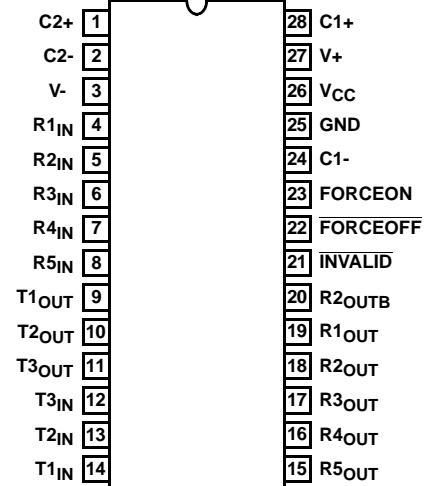 C2+ 1 28 C1+
C2- 2 27 V+
V- 3 26 VCC
R1IN 4 25 GND
R2IN 5 24 C1-
R3IN 6 23 FORCEON
R4IN 7 22 FORCEOFF
R5IN 8 21 INVALID
T1OUT 9 20 R2OUTB
T2OUT 10 19 R1OUT
T3OUT 11 18 R2OUT
T3IN 12 17 R3OUT
T2IN 13 16 R4OUT
T1IN 14 15 R5OUT